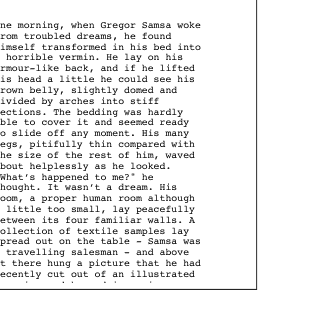 ne morning, when Gregor Samsa woke
rom troubled dreams, he found
imself transformed in his bed into
horrible vermin. He lay on his
rmour-like back, and if he lifted
is head a little he could see his
rown belly, slightly domed and
ivided by arches into stiff
ections. The bedding was hardly
ble to cover it and seemed ready
o slide off any moment. His many
egs, pitifully thin compared with
he size of the rest of him, waved
bout helplessly as he looked.
What's happened to me?" he
hought. It wasn't a dream. His
oom, a proper human room although
little too small, lay peacefully
etween its four familiar walls. A
ollection of textile samples lay
pread out on the table - Samsa was
travelling salesman - and above
t there hung a picture that he had
ecently cut out of an illustrated